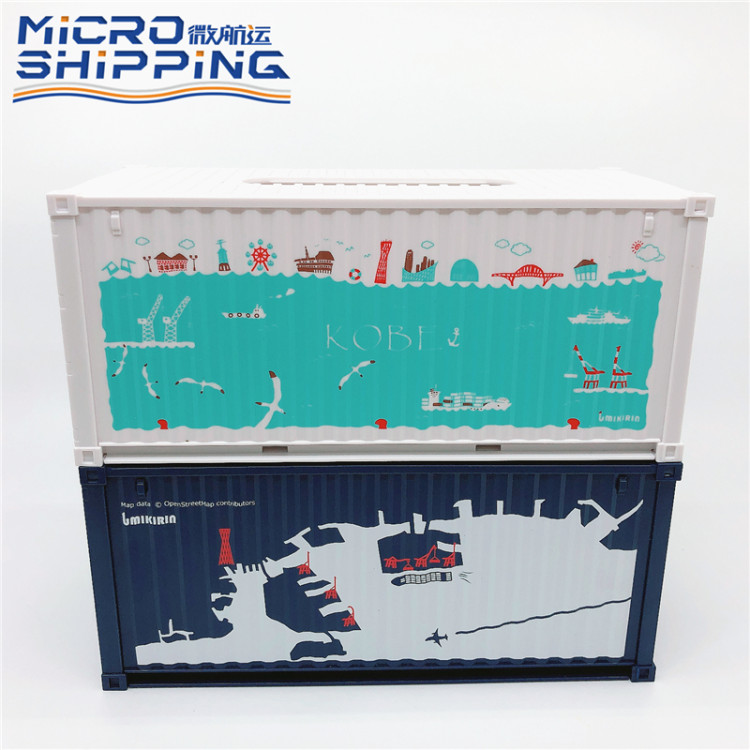 MICRO 微航运
SHIPPING
KOBE
UMIKIRIN
Map data © OpenStreetMap contributors
UMIKIRIN